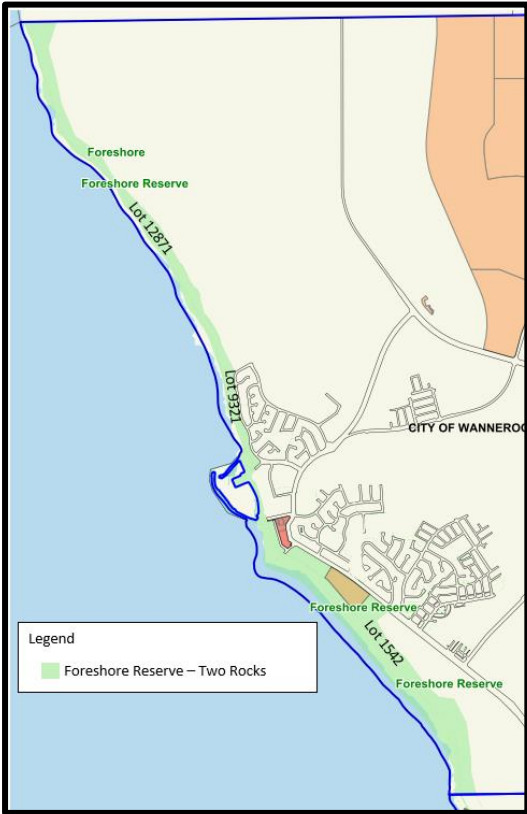 Foreshore
Foreshore Reserve
Lot 12871
Lot 9321
CITY OF WANNEROO
Foreshore Reserve
Lot 1542
Foreshore Reserve
Legend
Foreshore Reserve – Two Rocks